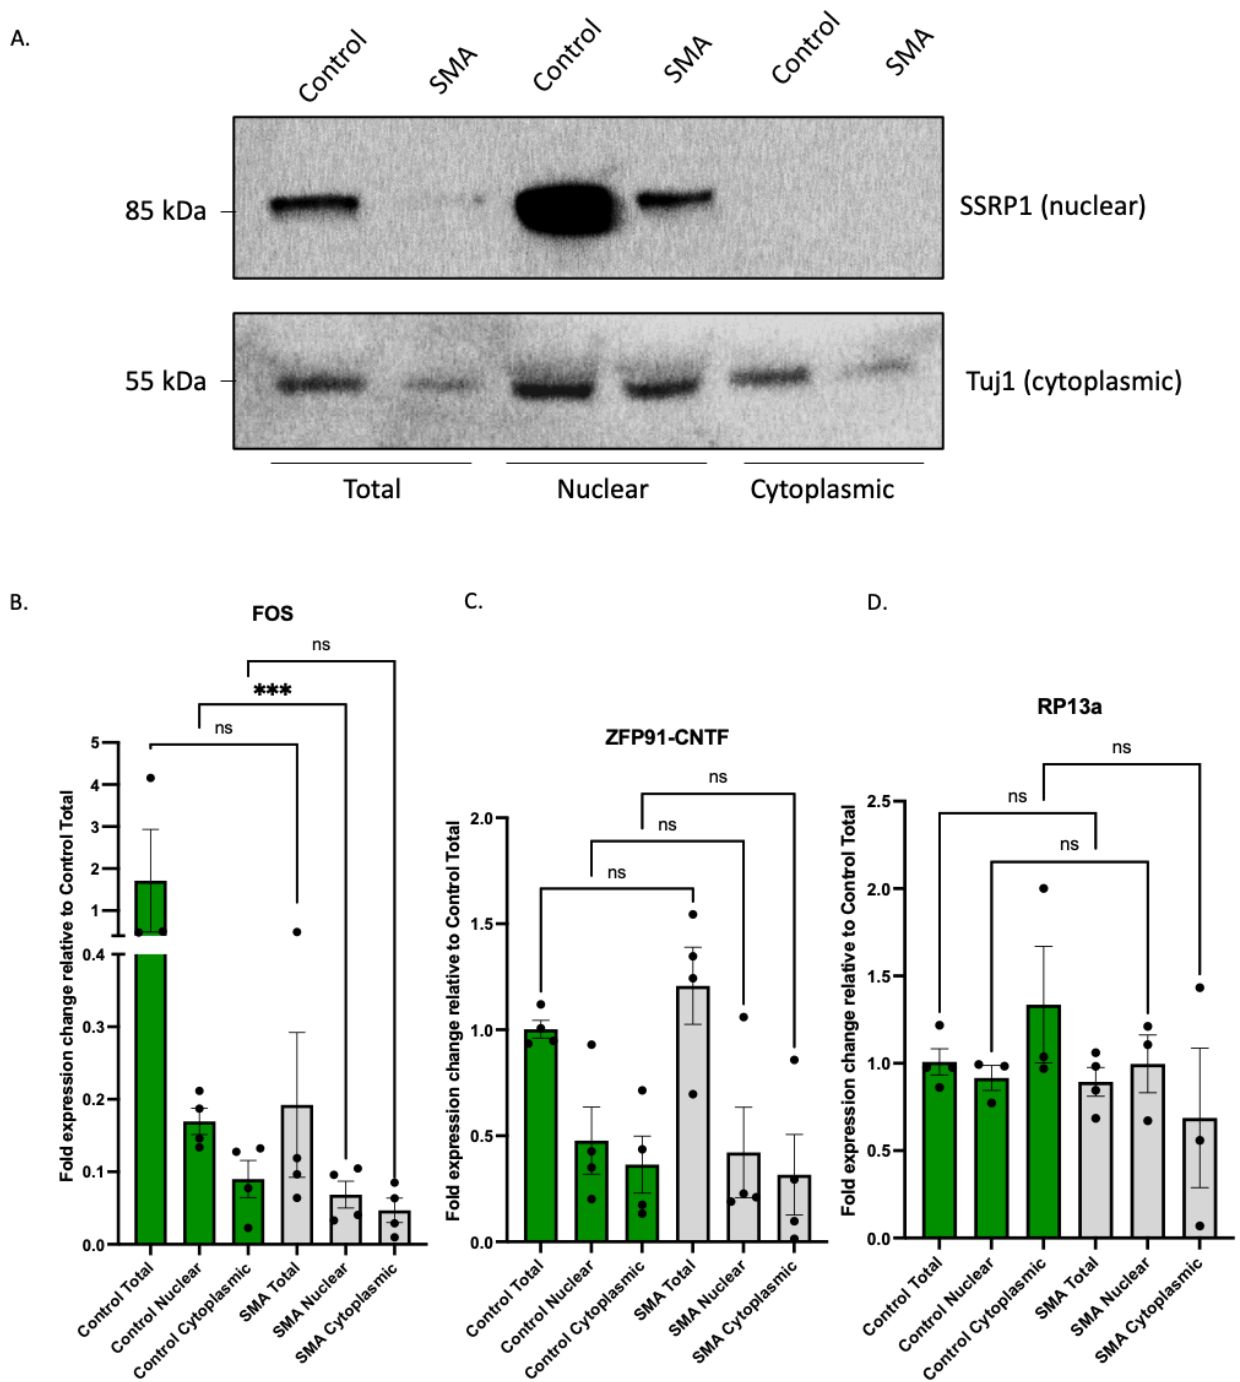 A.
Control
SMA
Control
SMA
Control
SMA
85 kDa
SSRP1 (nuclear)
55 kDa
Tuj1 (cytoplasmic)
Total
Nuclear
Cytoplasmic
B.
FOS
ns
***
ns
Fold expression change relative to Control Total
5
4
3
2
1
0.4
0.3
0.2
0.1
0.0
Control Total
Control Nuclear
Control Cytoplasmic
SMA Total
SMA Nuclear
SMA Cytoplasmic
C.
ZFP91-CNTF
ns
ns
ns
Fold expression change relative to Control Total
2.0
1.5
1.0
0.5
0.0
Control Total
Control Nuclear
Control Cytoplasmic
SMA Total
SMA Nuclear
SMA Cytoplasmic
D.
RP13a
ns
ns
ns
Fold expression change relative to Control Total
2.5
2.0
1.5
1.0
0.5
0.0
Control Total
Control Nuclear
Control Cytoplasmic
SMA Total
SMA Nuclear
SMA Cytoplasmic